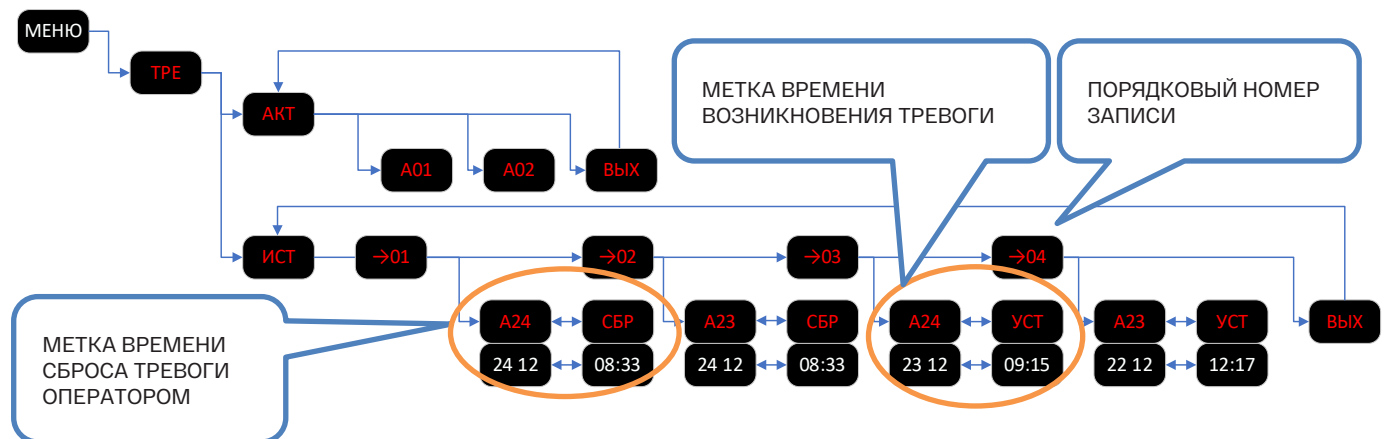 МЕНЮ
ТРЕ
АКТ
А01
А02
ВЫХ
МЕТКА ВРЕМЕНИ
ВОЗНИКНОВЕНИЯ ТРЕВОГИ
ПОРЯДКОВЫЙ НОМЕР
ЗАПИСИ
ИСТ
→01
→02
→03
→04
А24
СБР
А23
СБР
А24
УСТ
А23
УСТ
ВЫХ
24 12
08:33
24 12
08:33
23 12
09:15
22 12
12:17
МЕТКА ВРЕМЕНИ
СБРОСА ТРЕВОГИ
ОПЕРАТОРОМ